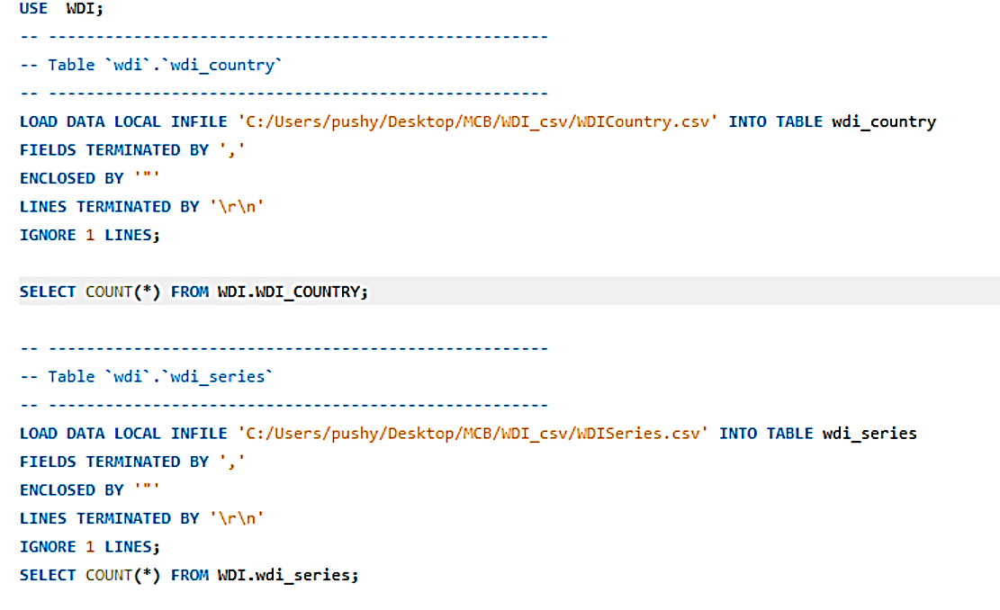 USE  WDI;
-- -----------------------------------------------------
-- Table `wdi`.`wdi_country`
-- -----------------------------------------------------
LOAD DATA LOCAL INFILE 'C:/Users/pushy/Desktop/MCB/WDI_csv/WDICountry.csv' INTO TABLE wdi_country
FIELDS TERMINATED BY ','
ENCLOSED BY '"'
LINES TERMINATED BY '\r\n'
IGNORE 1 LINES;
SELECT COUNT(*) FROM WDI.WDI_COUNTRY;
-- -----------------------------------------------------
-- Table `wdi`.`wdi_series`
-- -----------------------------------------------------
LOAD DATA LOCAL INFILE 'C:/Users/pushy/Desktop/MCB/WDI_csv/WDISeries.csv' INTO TABLE wdi_series
FIELDS TERMINATED BY ','
ENCLOSED BY '"'
LINES TERMINATED BY '\r\n'
IGNORE 1 LINES;
SELECT COUNT(*) FROM WDI.wdi_series;